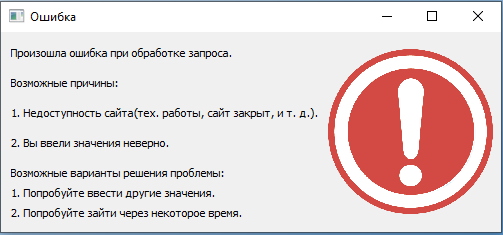 Ошибка
Произошла ошибка при обработке запроса.
Возможные причины:
1. Недоступность сайта(тех. работы, сайт закрыт, и т. д.).
2. Вы ввели значения неверно.
Возможные варианты решения проблемы:
1. Попробуйте ввести другие значения.
2. Попробуйте зайти через некоторое время.